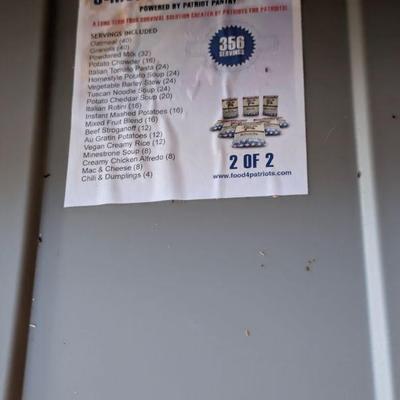 POWERED BY PATRIOT PANTRY
A LONG TERM FOOD SURVIVAL SOLUTION CREATED BY PATRIOTS FOR PATRIOTS!
SERVINGS INCLUDED
Oatmeal (40)
Granola (40)
Powdered Milk (32)
Potato Chowder (16)
Italian Tomato Pasta (24)
Homestyle Potato Soup (24)
Vegetable Barley Stew (24)
Tuscan Noodle Soup (24)
Potato Cheddar Soup (20)
Italian Rotini (16)
Instant Mashed Potatoes (16)
Mixed Fruit Blend (16)
Beef Stroganoff (12)
Au Gratin Potatoes (12)
Vegan Creamy Rice (12)
Minestrone Soup (8)
Creamy Chicken Alfredo (8)
Mac & Cheese (8)
Chili & Dumplings (4)
356
SERVINGS
2 OF 2
www.food4patriots.com